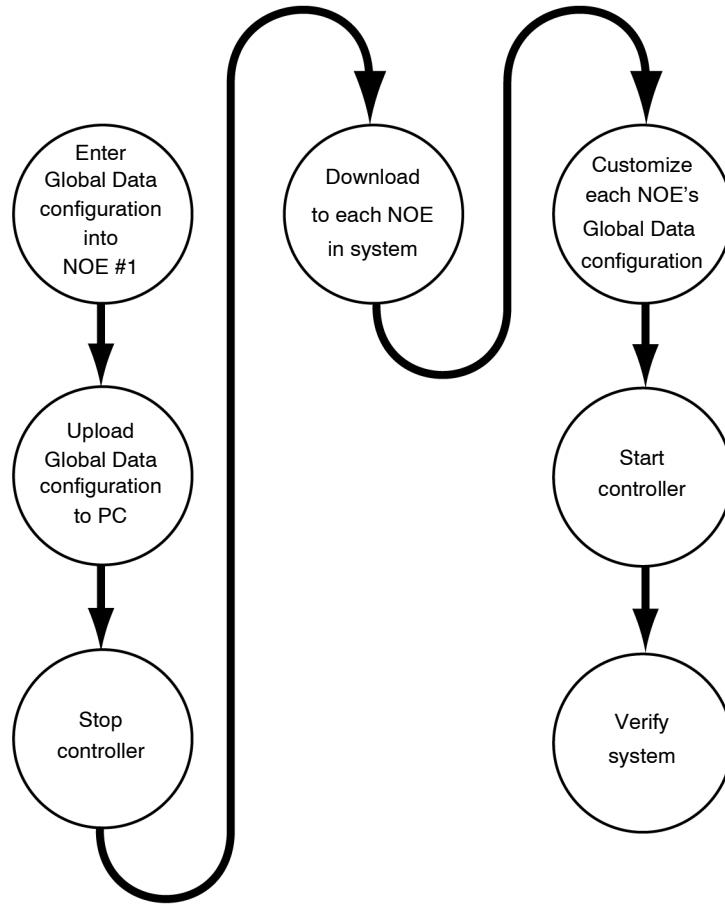 Enter
Global Data
configuration
into
NOE #1
Upload
Global Data
configuration
to PC
Stop
controller
Download
to each NOE
in system
Customize
each NOE’s
Global Data
configuration
Start
controller
Verify
system